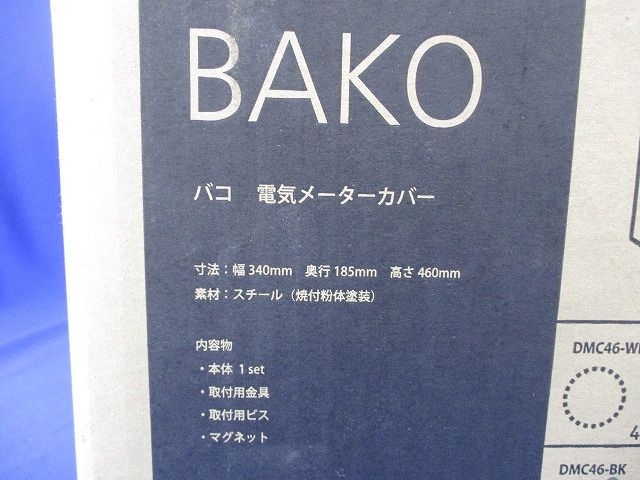 BAKO
バコ　電気メーターカバー
寸法：幅 340mm　奥行 185mm　高さ 460mm
素材：スチール（焼付粉体塗装）
内容物
・本体 1 set
・取付用金具
・取付用ビス
・マグネット
DMC46-W
4
DMC46-BK